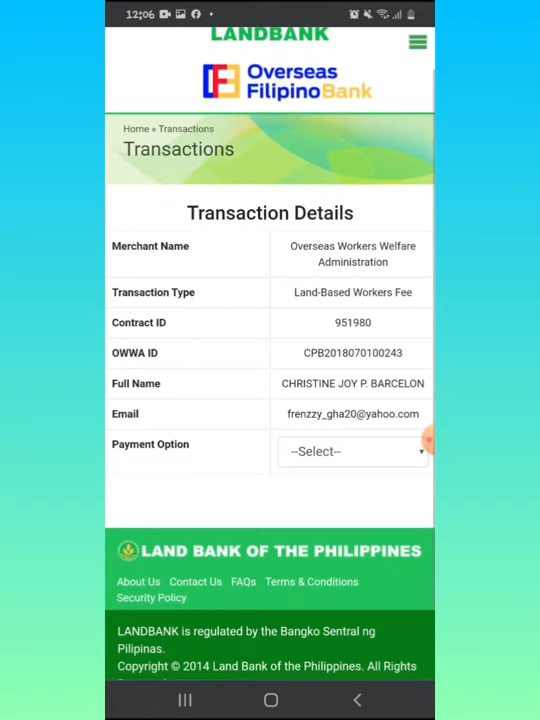 12:06
LANDBANK
Overseas
FilipinoBank
Home » Transactions
Transactions
Transaction Details
Merchant Name
Overseas Workers Welfare
Administration
Transaction Type
Land-Based Workers Fee
Contract ID
951980
OWWA ID
CPB2018070100243
Full Name
CHRISTINE JOY P. BARCELON
Email
frenzzy_gha20@yahoo.com
Payment Option
--Select--
LAND BANK OF THE PHILIPPINES
About Us Contact Us FAQs Terms & Conditions
Security Policy
LANDBANK is regulated by the Bangko Sentral ng
Pilipinas.
Copyright © 2014 Land Bank of the Philippines. All Rights